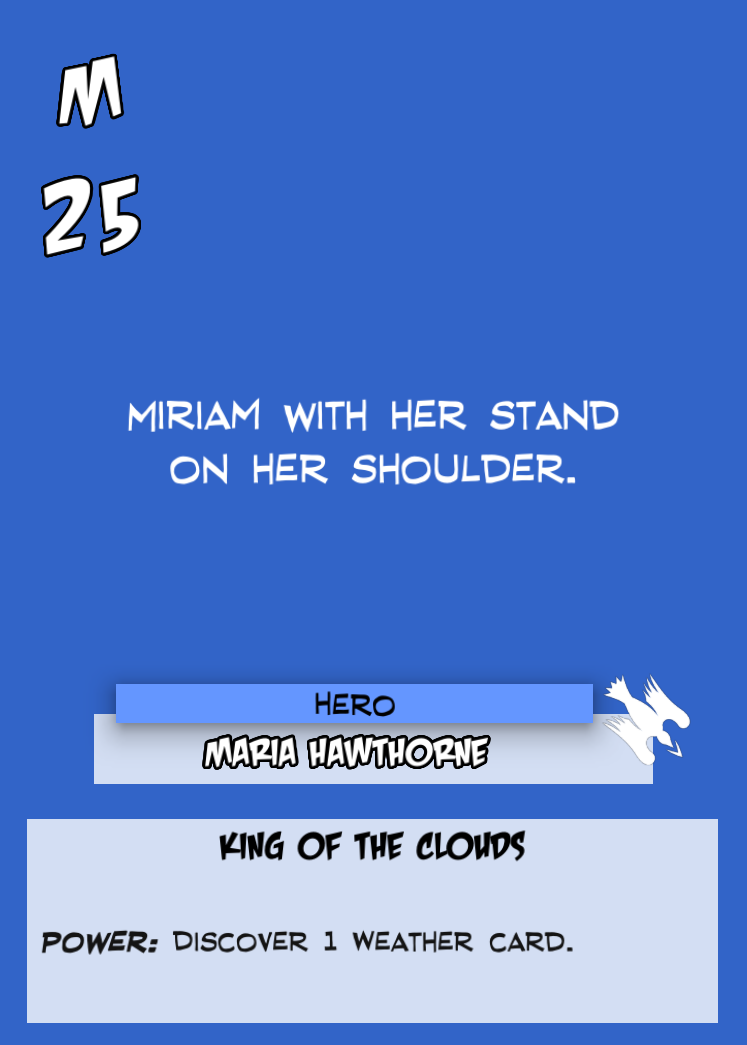 M
25
MIRIAM WITH HER STAND
ON HER SHOULDER.
HERO
MARIA HAWTHORNE
KING OF THE CLOUDS
POWER: DISCOVER 1 WEATHER CARD.